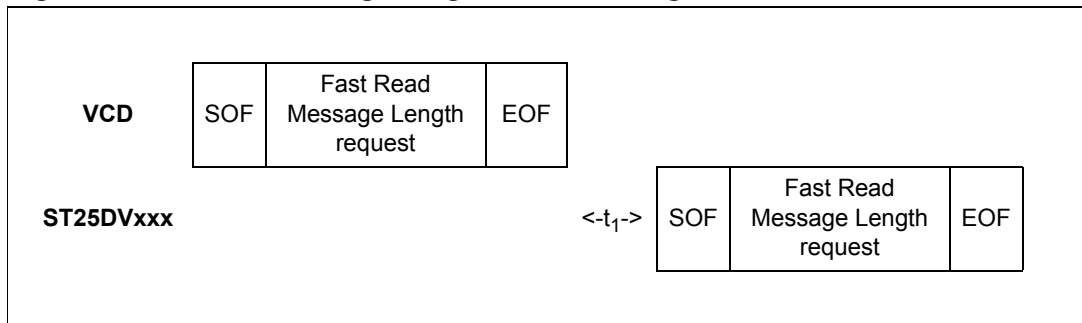 VCD
SOF
Fast Read
Message Length
request
EOF
ST25DVxxx
<-t1->
SOF
Fast Read
Message Length
request
EOF